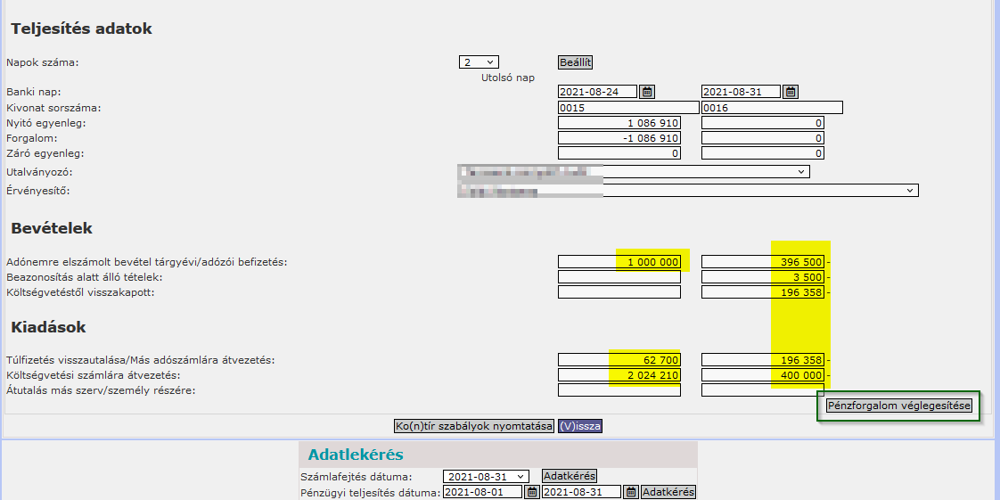 Teljesítés adatok
Napok száma: 2 Beállít
Utolsó nap
Banki nap: 2021-08-24 2021-08-31
Kivonat sorszáma: 0015 0016
Nyitó egyenleg: 1 086 910 0
Forgalom: -1 086 910 0
Záró egyenleg: 0 0
Utalványozó:
Érvényesítő:
Bevételek
Adónemre elszámolt bevétel tárgyévi/adózói befizetés: 1 000 000 396 500 -
Beazonosítás alatt álló tételek: 3 500 -
Költségvetéstől visszakapott: 196 358 -
Kiadások
Túlfizetés visszautalása/Más adószámlára átvezetés: 62 700 196 358 -
Költségvetési számlára átvezetés: 2 024 210 400 000 -
Átutalás más szerv/személy részére:
Pénzforgalom véglegesítése
Ko(n)tír szabályok nyomtatása (V)issza
Adatlekérés
Számlafejtés dátuma: 2021-08-31 Adatkérés
Pénzügyi teljesítés dátuma: 2021-08-01 2021-08-31 Adatkérés